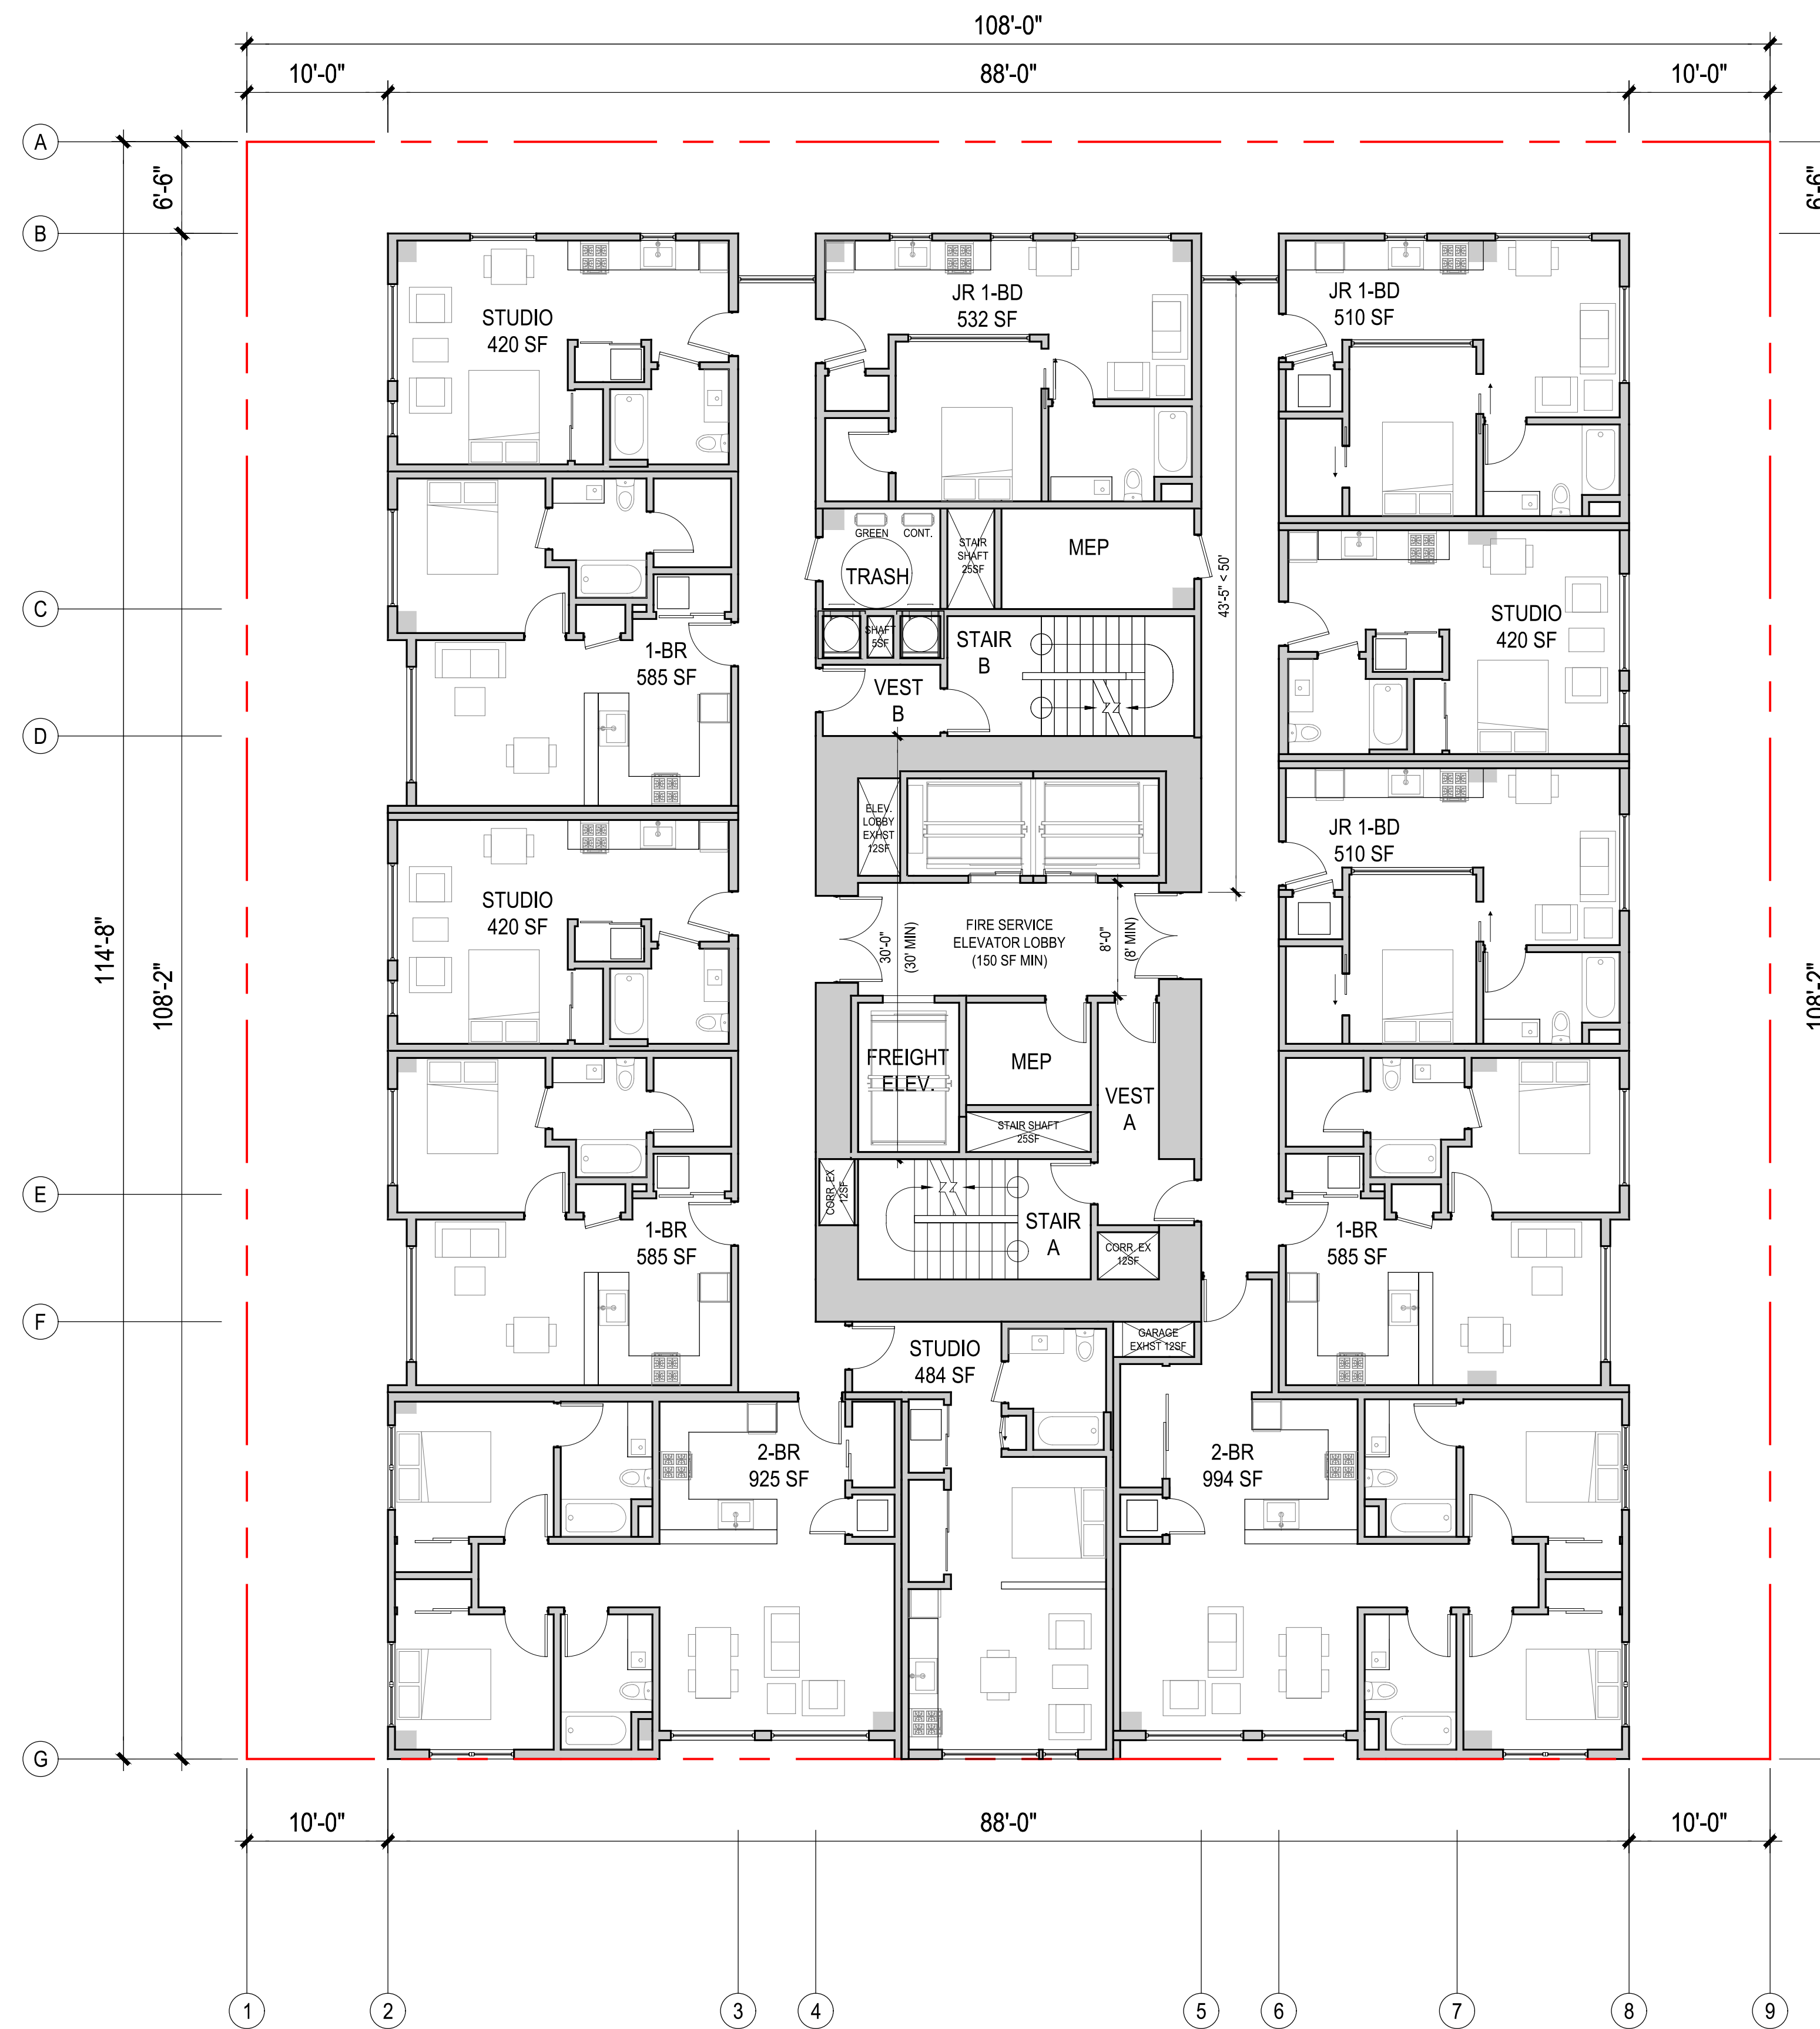 108'-0"
10'-0"
88'-0"
10'-0"
A
6'-6"
6'-6"
B
STUDIO
420 SF
JR 1-BD
532 SF
JR 1-BD
510 SF
GREEN
CONT.
TRASH
STAIR
SHAFT
25SF
MEP
43'-5" < 50'
C
1-BR
585 SF
SHAFT
5SF
STAIR
B
STUDIO
420 SF
VEST
B
D
ELEV.
LOBBY
EXHST
12SF
JR 1-BD
510 SF
STUDIO
420 SF
FIRE SERVICE
ELEVATOR LOBBY
(150 SF MIN)
30'-0"
(30' MIN)
8'-0"
(8' MIN)
114'-8"
108'-2"
108'-2"
FREIGHT
ELEV.
MEP
VEST
A
STAIR SHAFT
25SF
E
CORR. EX
12SF
1-BR
585 SF
STAIR
A
CORR. EX
12SF
1-BR
585 SF
F
STUDIO
484 SF
GARAGE
EXHST 12SF
2-BR
925 SF
2-BR
994 SF
G
10'-0"
88'-0"
10'-0"
1
2
3
4
5
6
7
8
9